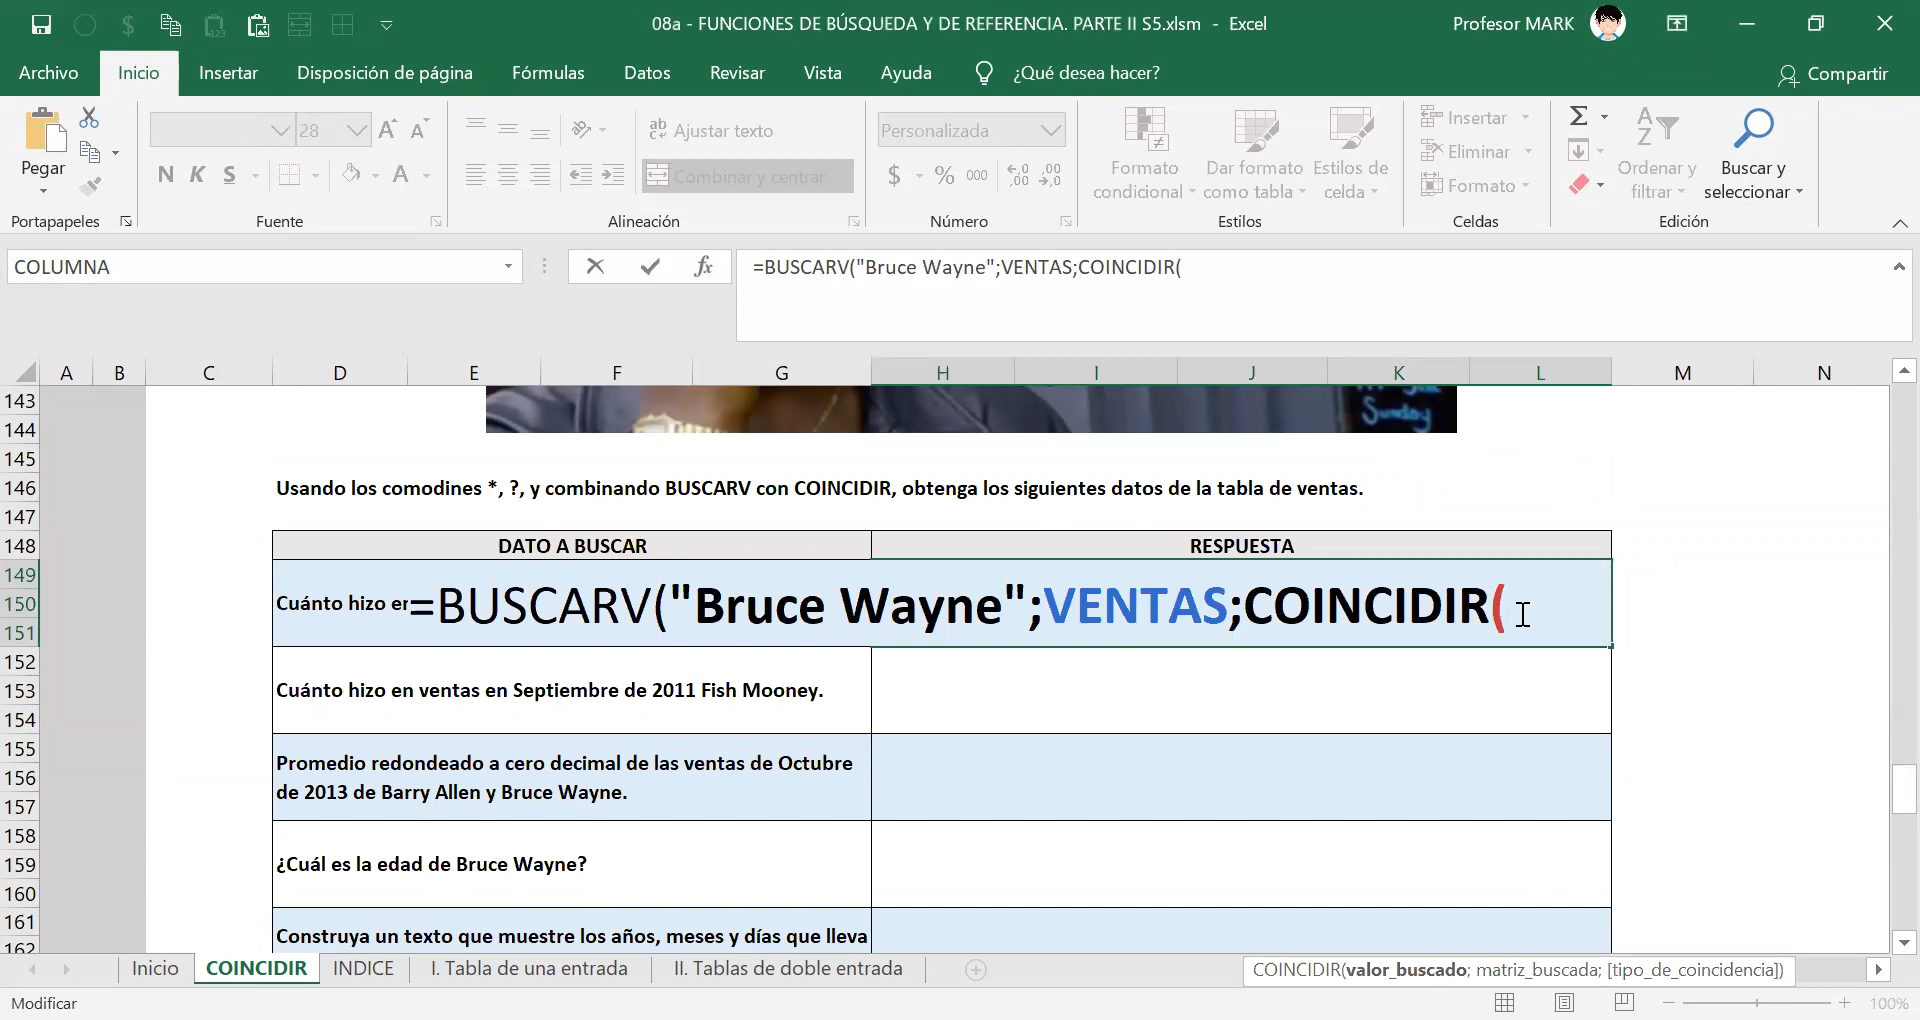 08a - FUNCIONES DE BÚSQUEDA Y DE REFERENCIA. PARTE II S5.xlsm - Excel
Profesor MARK
Archivo Inicio Insertar Disposición de página Fórmulas Datos Revisar Vista Ayuda ¿Qué desea hacer? Compartir
Pegar
Portapapeles
28
N K S
Fuente
Ajustar texto
Combinar y centrar
Alineación
Personalizada
$ % 000
Número
Formato condicional
Dar formato como tabla
Estilos de celda
Estilos
Insertar
Eliminar
Formato
Celdas
Ordenar y filtrar
Buscar y seleccionar
Edición
COLUMNA
fx
=BUSCARV("Bruce Wayne";VENTAS;COINCIDIR(
A B C D E F G H I J K L M N
143
Sunday
144
145
146 Usando los comodines *, ?, y combinando BUSCARV con COINCIDIR, obtenga los siguientes datos de la tabla de ventas.
147
148 DATO A BUSCAR RESPUESTA
149
150 Cuánto hizo er =BUSCARV("Bruce Wayne";VENTAS;COINCIDIR(
151
152
153 Cuánto hizo en ventas en Septiembre de 2011 Fish Mooney.
154
155
156
157
Promedio redondeado a cero decimal de las ventas de Octubre
de 2013 de Barry Allen y Bruce Wayne.
158
159 ¿Cuál es la edad de Bruce Wayne?
160
161
Construya un texto que muestre los años, meses y días que lleva
162
Inicio COINCIDIR INDICE I. Tabla de una entrada II. Tablas de doble entrada
COINCIDIR(valor_buscado; matriz_buscada; [tipo_de_coincidencia])
Modificar
100%